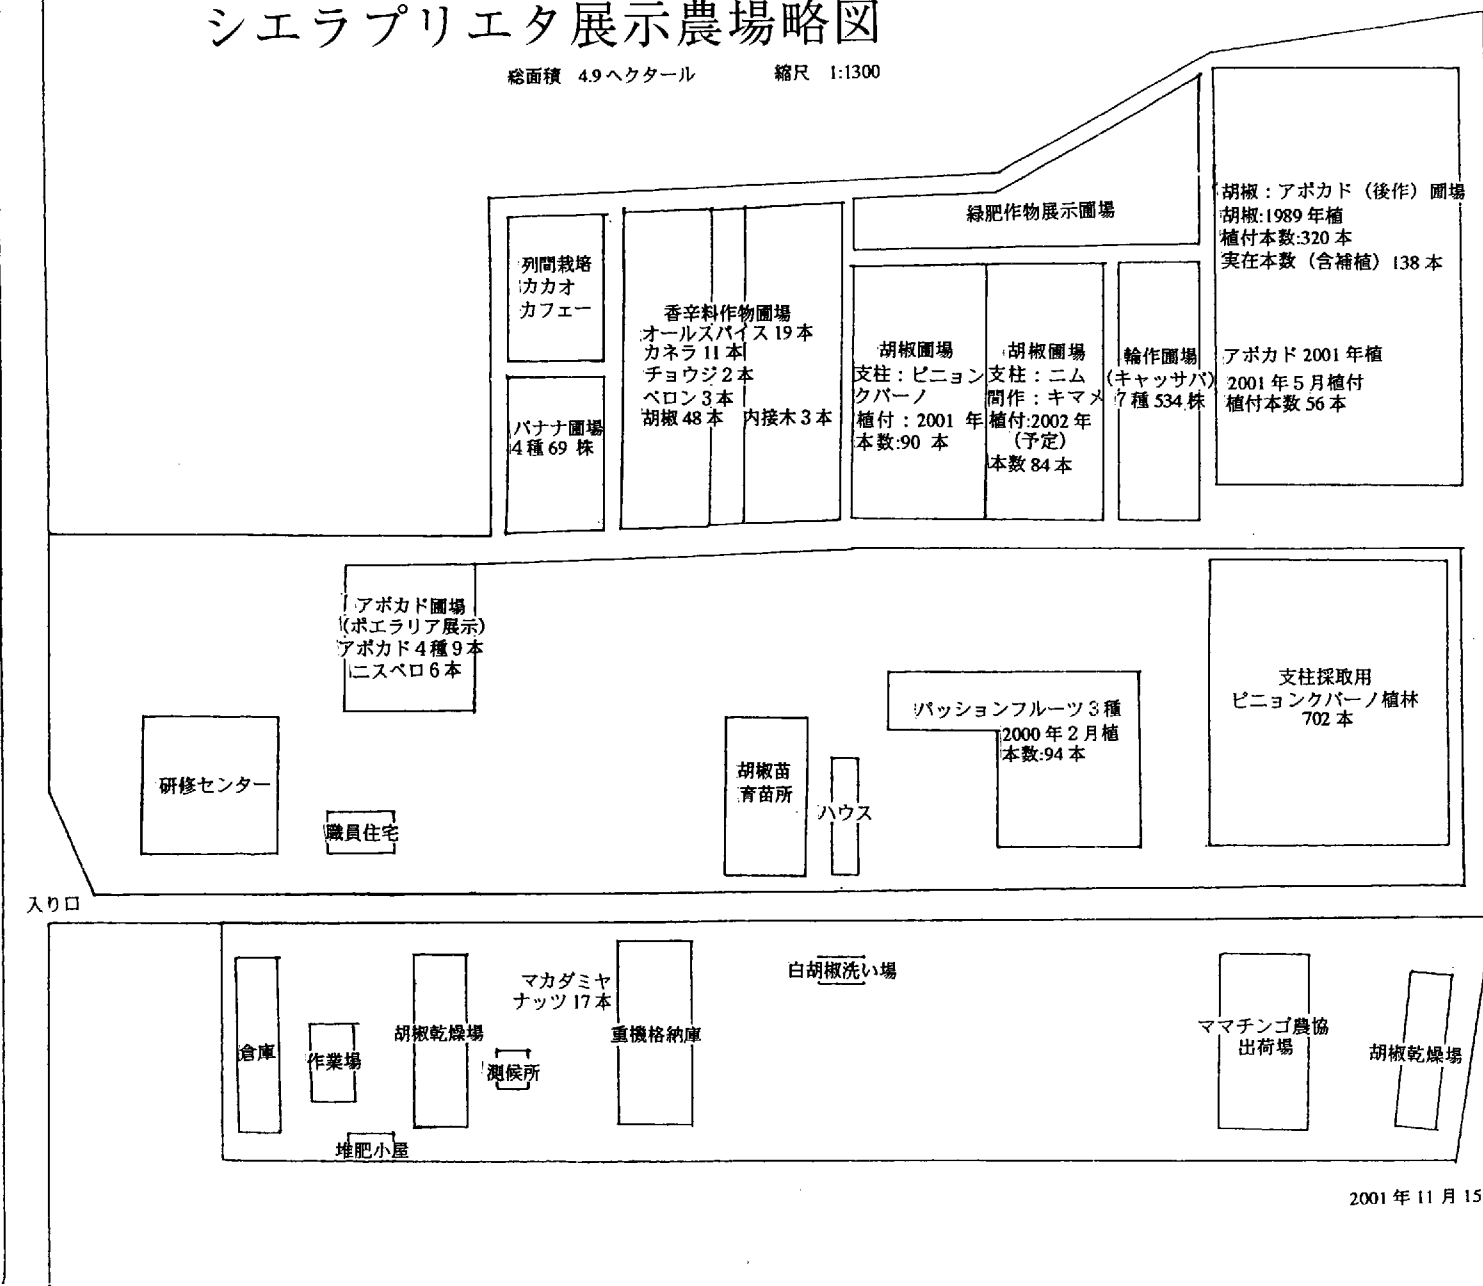 シエラプリエタ展示農場略図
総面積 4.9ヘクタール 縮尺 1:1300
緑肥作物展示圃場
胡椒：アボカド（後作）圃場
胡椒:1989年植
植付本数:320本
実在本数（含補植）138本
アボカド2001年植
2001年5月植付
植付本数56本
列間栽培
カカオ
カフェー
バナナ圃場
4種69株
香辛料作物圃場
オールスパイス19本
カネラ11本
チョウジ2本
ベロン3本
胡椒48本 内接木3本
胡椒圃場
支柱：ピニョン
クバーノ
植付：2001年
本数:90本
胡椒圃場
支柱：ニム
間作：キマメ
植付:2002年
（予定）
本数84本
輪作圃場
（キャッサバ）
7種534株
アボカド圃場
（ポエラリア展示）
アボカド4種9本
ニスペロ6本
研修センター
職員住宅
胡椒苗
育苗所
ハウス
パッションフルーツ3種
2000年2月植
本数:94本
支柱採取用
ピニョンクバーノ植林
702本
入り口
倉庫
作業場
堆肥小屋
胡椒乾燥場
測候所
マカダミヤ
ナッツ17本
重機格納庫
白胡椒洗い場
ママチンゴ農協
出荷場
胡椒乾燥場
2001年11月15